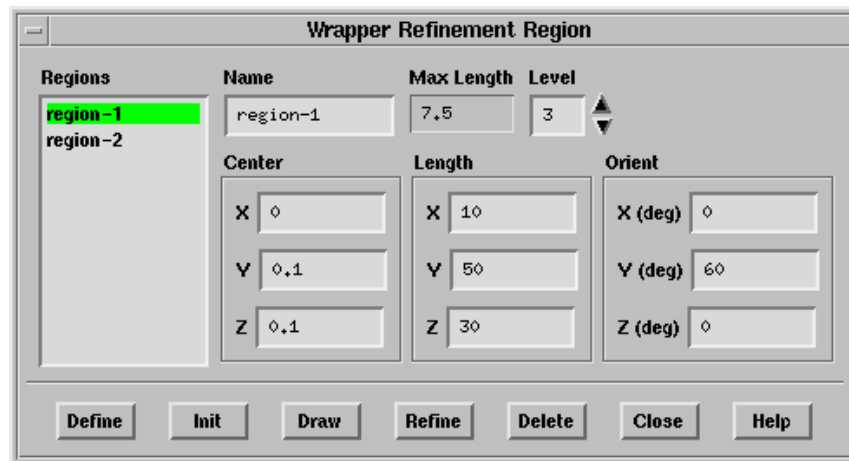 Wrapper Refinement Region
Regions Name Max Length Level
region-1 region-1 7.5 3
region-2
Center Length Orient
X 0 X 10 X (deg) 0
Y 0.1 Y 50 Y (deg) 60
Z 0.1 Z 30 Z (deg) 0
Define Init Draw Refine Delete Close Help